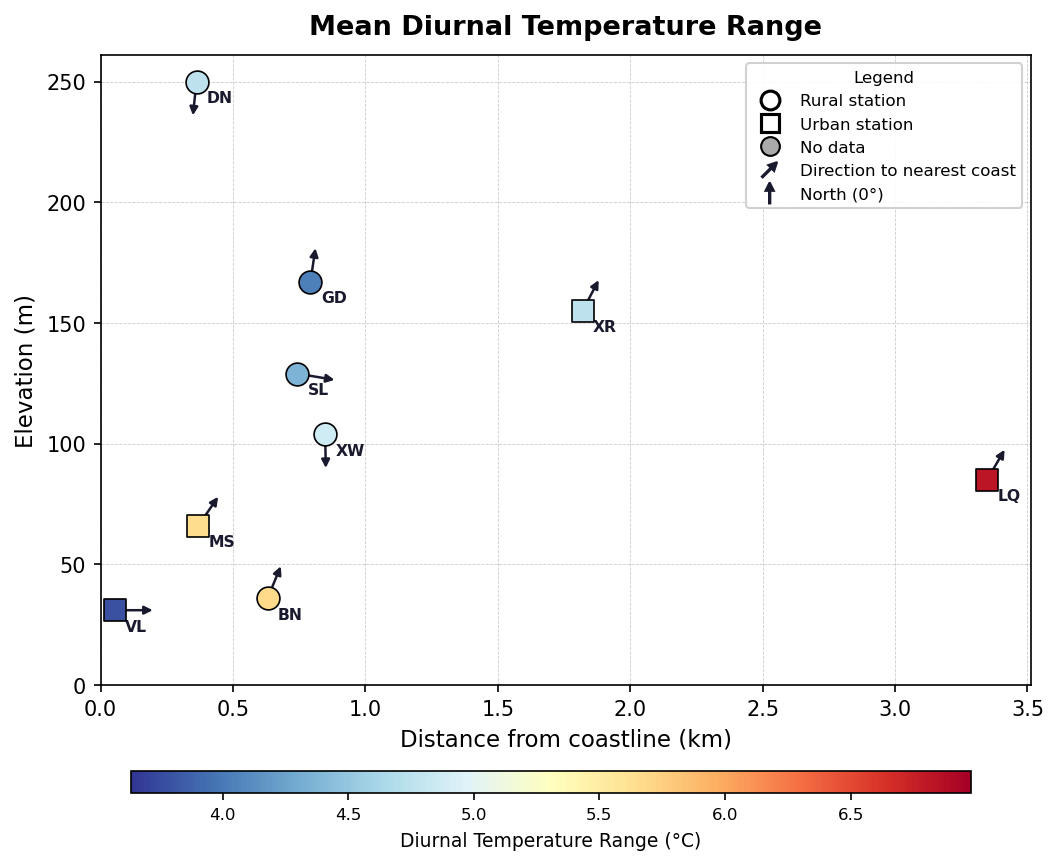 Mean Diurnal Temperature Range
Legend
Rural station
Urban station
No data
Direction to nearest coast
North (0°)
Elevation (m)
250
200
150
100
50
0
DN
GD
XR
SL
XW
LQ
MS
BN
VL
0.0 0.5 1.0 1.5 2.0 2.5 3.0 3.5
Distance from coastline (km)
4.0 4.5 5.0 5.5 6.0 6.5
Diurnal Temperature Range (°C)